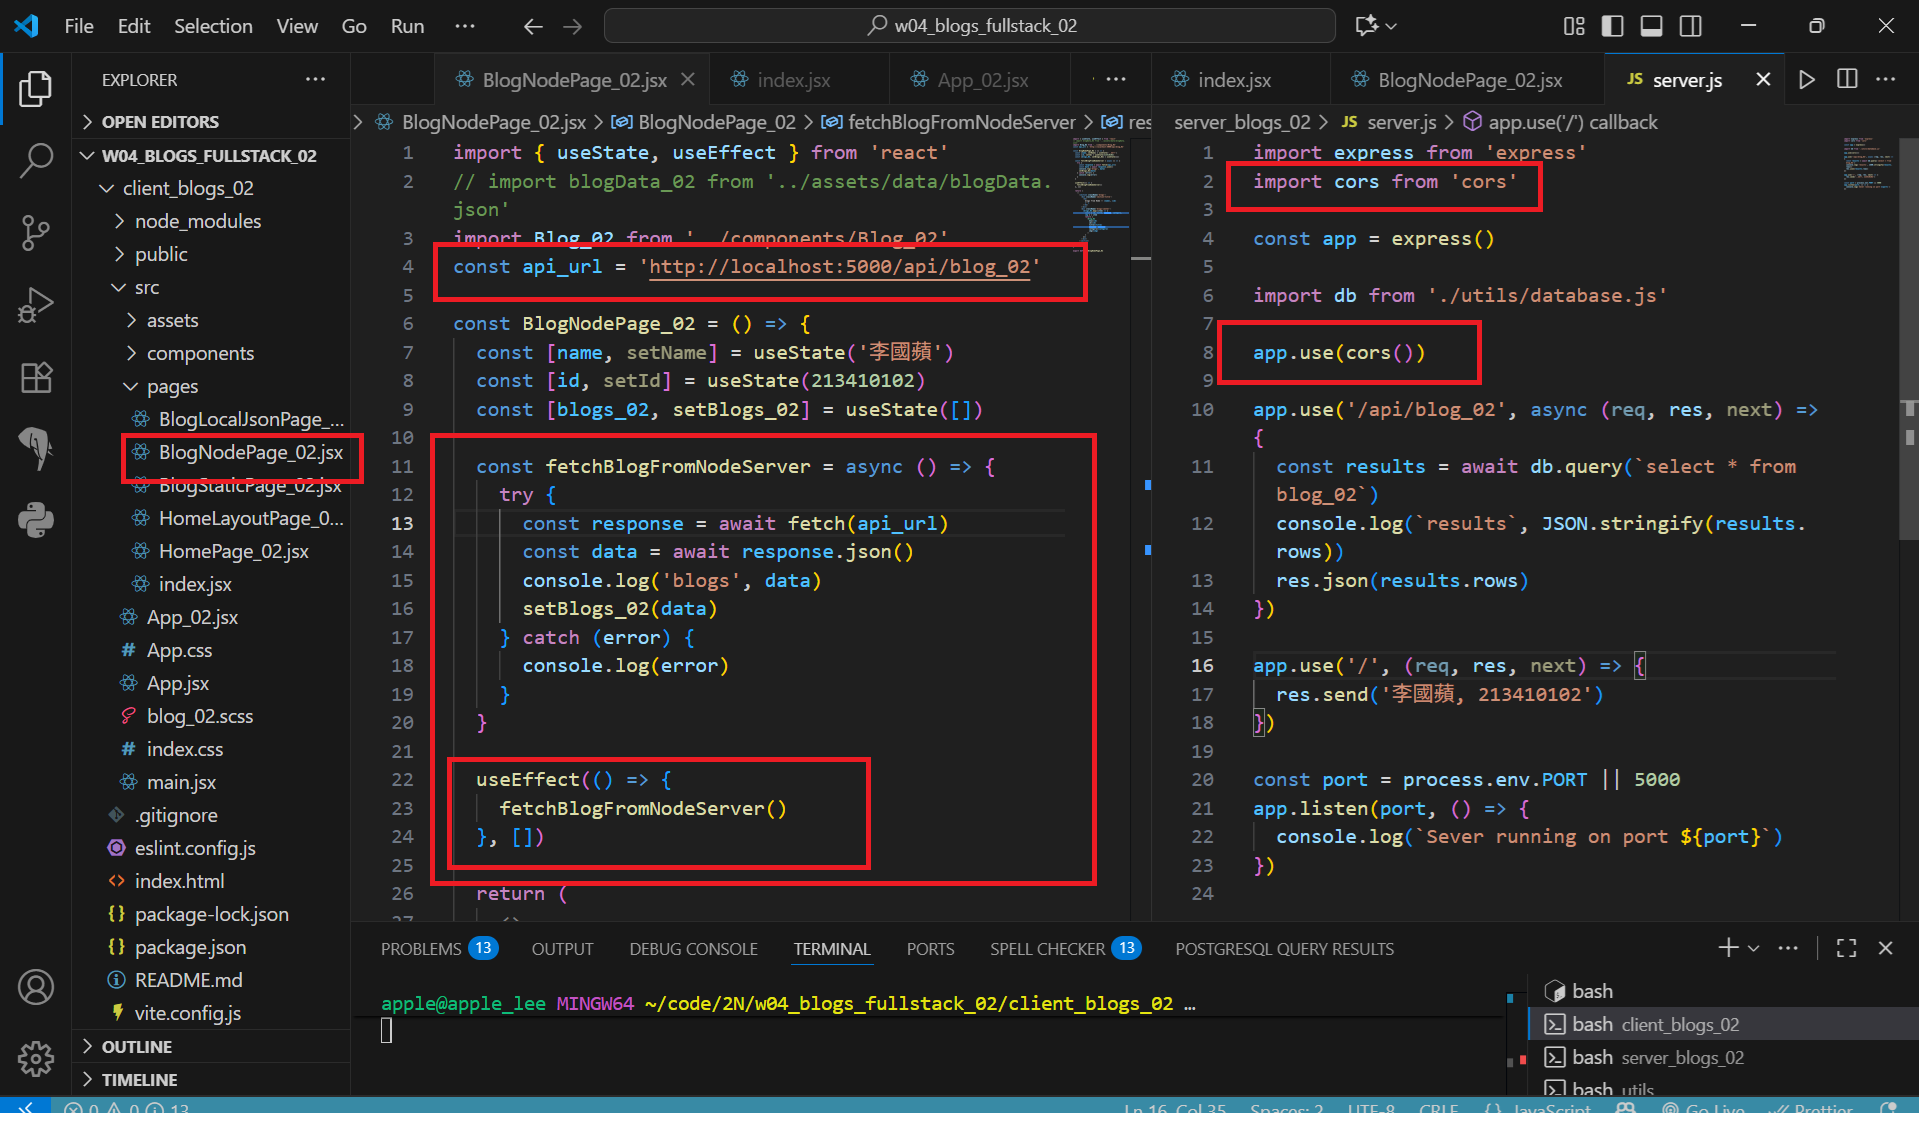 File Edit Selection View Go Run ··· w04_blogs_fullstack_02
EXPLORER
OPEN EDITORS
W04_BLOGS_FULLSTACK_02
client_blogs_02
node_modules
public
src
assets
components
pages
BlogLocalJsonPage_...
BlogNodePage_02.jsx
BlogStaticPage_02.jsx
HomeLayoutPage_0...
HomePage_02.jsx
index.jsx
App_02.jsx
App.css
App.jsx
blog_02.scss
index.css
main.jsx
.gitignore
eslint.config.js
index.html
package-lock.json
package.json
README.md
vite.config.js
OUTLINE
TIMELINE
BlogNodePage_02.jsx index.jsx App_02.jsx
BlogNodePage_02.jsx > BlogNodePage_02 > fetchBlogFromNodeServer > res
1 import { useState, useEffect } from 'react'
2 // import blogData_02 from '../assets/data/blogData.
json'
3 import Blog_02 from '../components/Blog_02'
4 const api_url = 'http://localhost:5000/api/blog_02'
5
6 const BlogNodePage_02 = () => {
7 const [name, setName] = useState('李國蘋')
8 const [id, setId] = useState(213410102)
9 const [blogs_02, setBlogs_02] = useState([])
10
11 const fetchBlogFromNodeServer = async () => {
12 try {
13 const response = await fetch(api_url)
14 const data = await response.json()
15 console.log('blogs', data)
16 setBlogs_02(data)
17 } catch (error) {
18 console.log(error)
19 }
20 }
21
22 useEffect(() => {
23 fetchBlogFromNodeServer()
24 }, [])
25
26 return (
27 <>
index.jsx BlogNodePage_02.jsx JS server.js
server_blogs_02 > JS server.js > app.use('/') callback
1 import express from 'express'
2 import cors from 'cors'
3
4 const app = express()
5
6 import db from './utils/database.js'
7
8 app.use(cors())
9
10 app.use('/api/blog_02', async (req, res, next) =>
{
11 const results = await db.query(`select * from
blog_02`)
12 console.log(`results`, JSON.stringify(results.
rows))
13 res.json(results.rows)
14 })
15
16 app.use('/', (req, res, next) => {
17 res.send('李國蘋, 213410102')
18 })
19
20 const port = process.env.PORT || 5000
21 app.listen(port, () => {
22 console.log(`Sever running on port ${port}`)
23 })
24
PROBLEMS 13 OUTPUT DEBUG CONSOLE TERMINAL PORTS SPELL CHECKER 13 POSTGRESQL QUERY RESULTS
apple@apple_lee MINGW64 ~/code/2N/w04_blogs_fullstack_02/client_blogs_02 …
bash
bash client_blogs_02
bash server_blogs_02
bash utils
0 0 13 Ln 16, Col 35 Spaces: 2 UTF-8 CRLF {} JavaScript Go Live Prettier